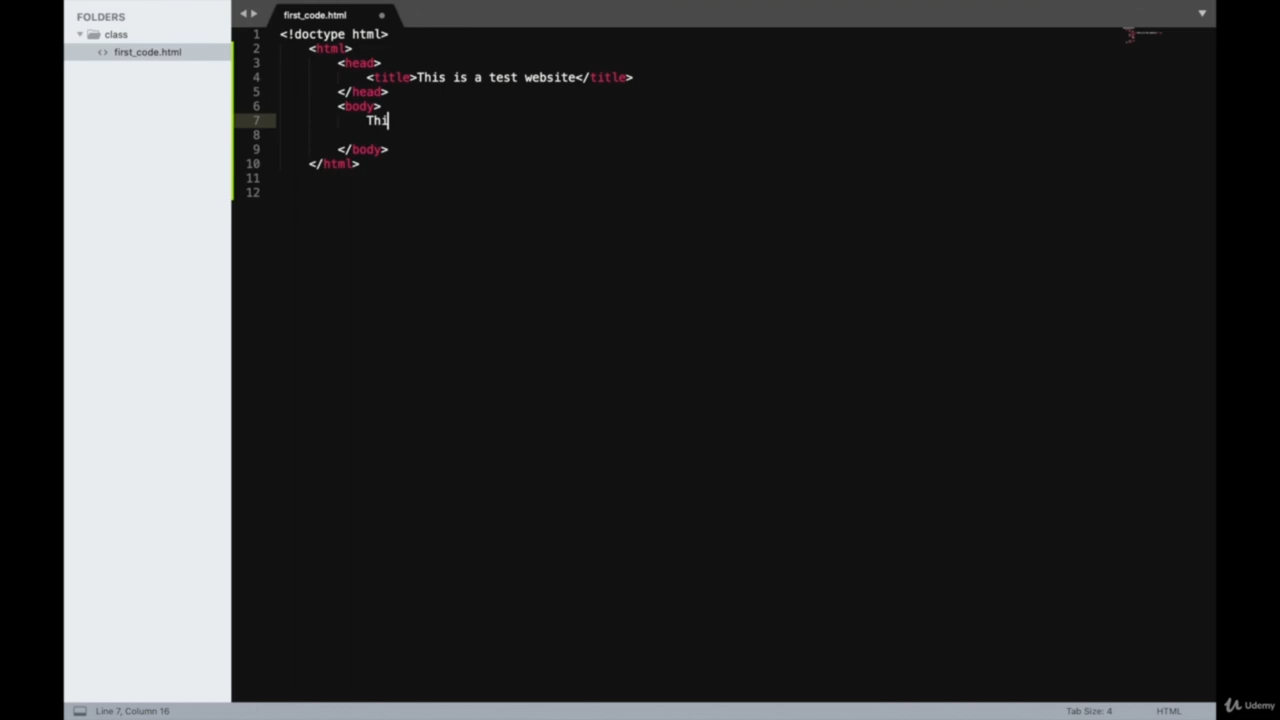 FOLDERS
class
<> first_code.html
first_code.html
1 <!doctype html>
2 <html>
3 <head>
4 <title>This is a test website</title>
5 </head>
6 <body>
7 Thi
8
9 </body>
10 </html>
11
12
Line 7, Column 16
Tab Size: 4
HTML
Udemy